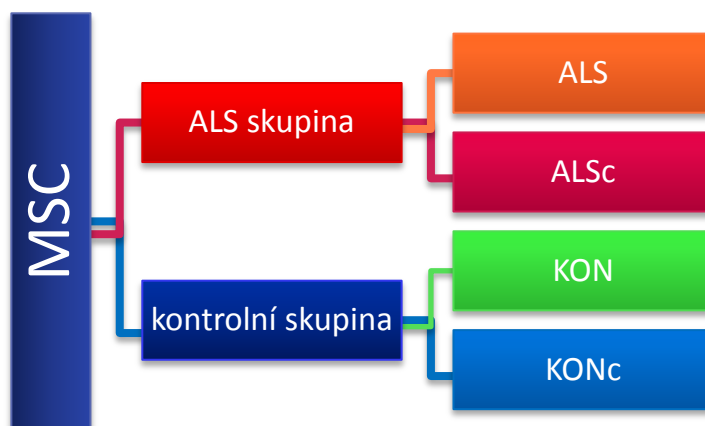 MSC
ALS skupina
ALS
ALSc
kontrolní skupina
KON
KONc